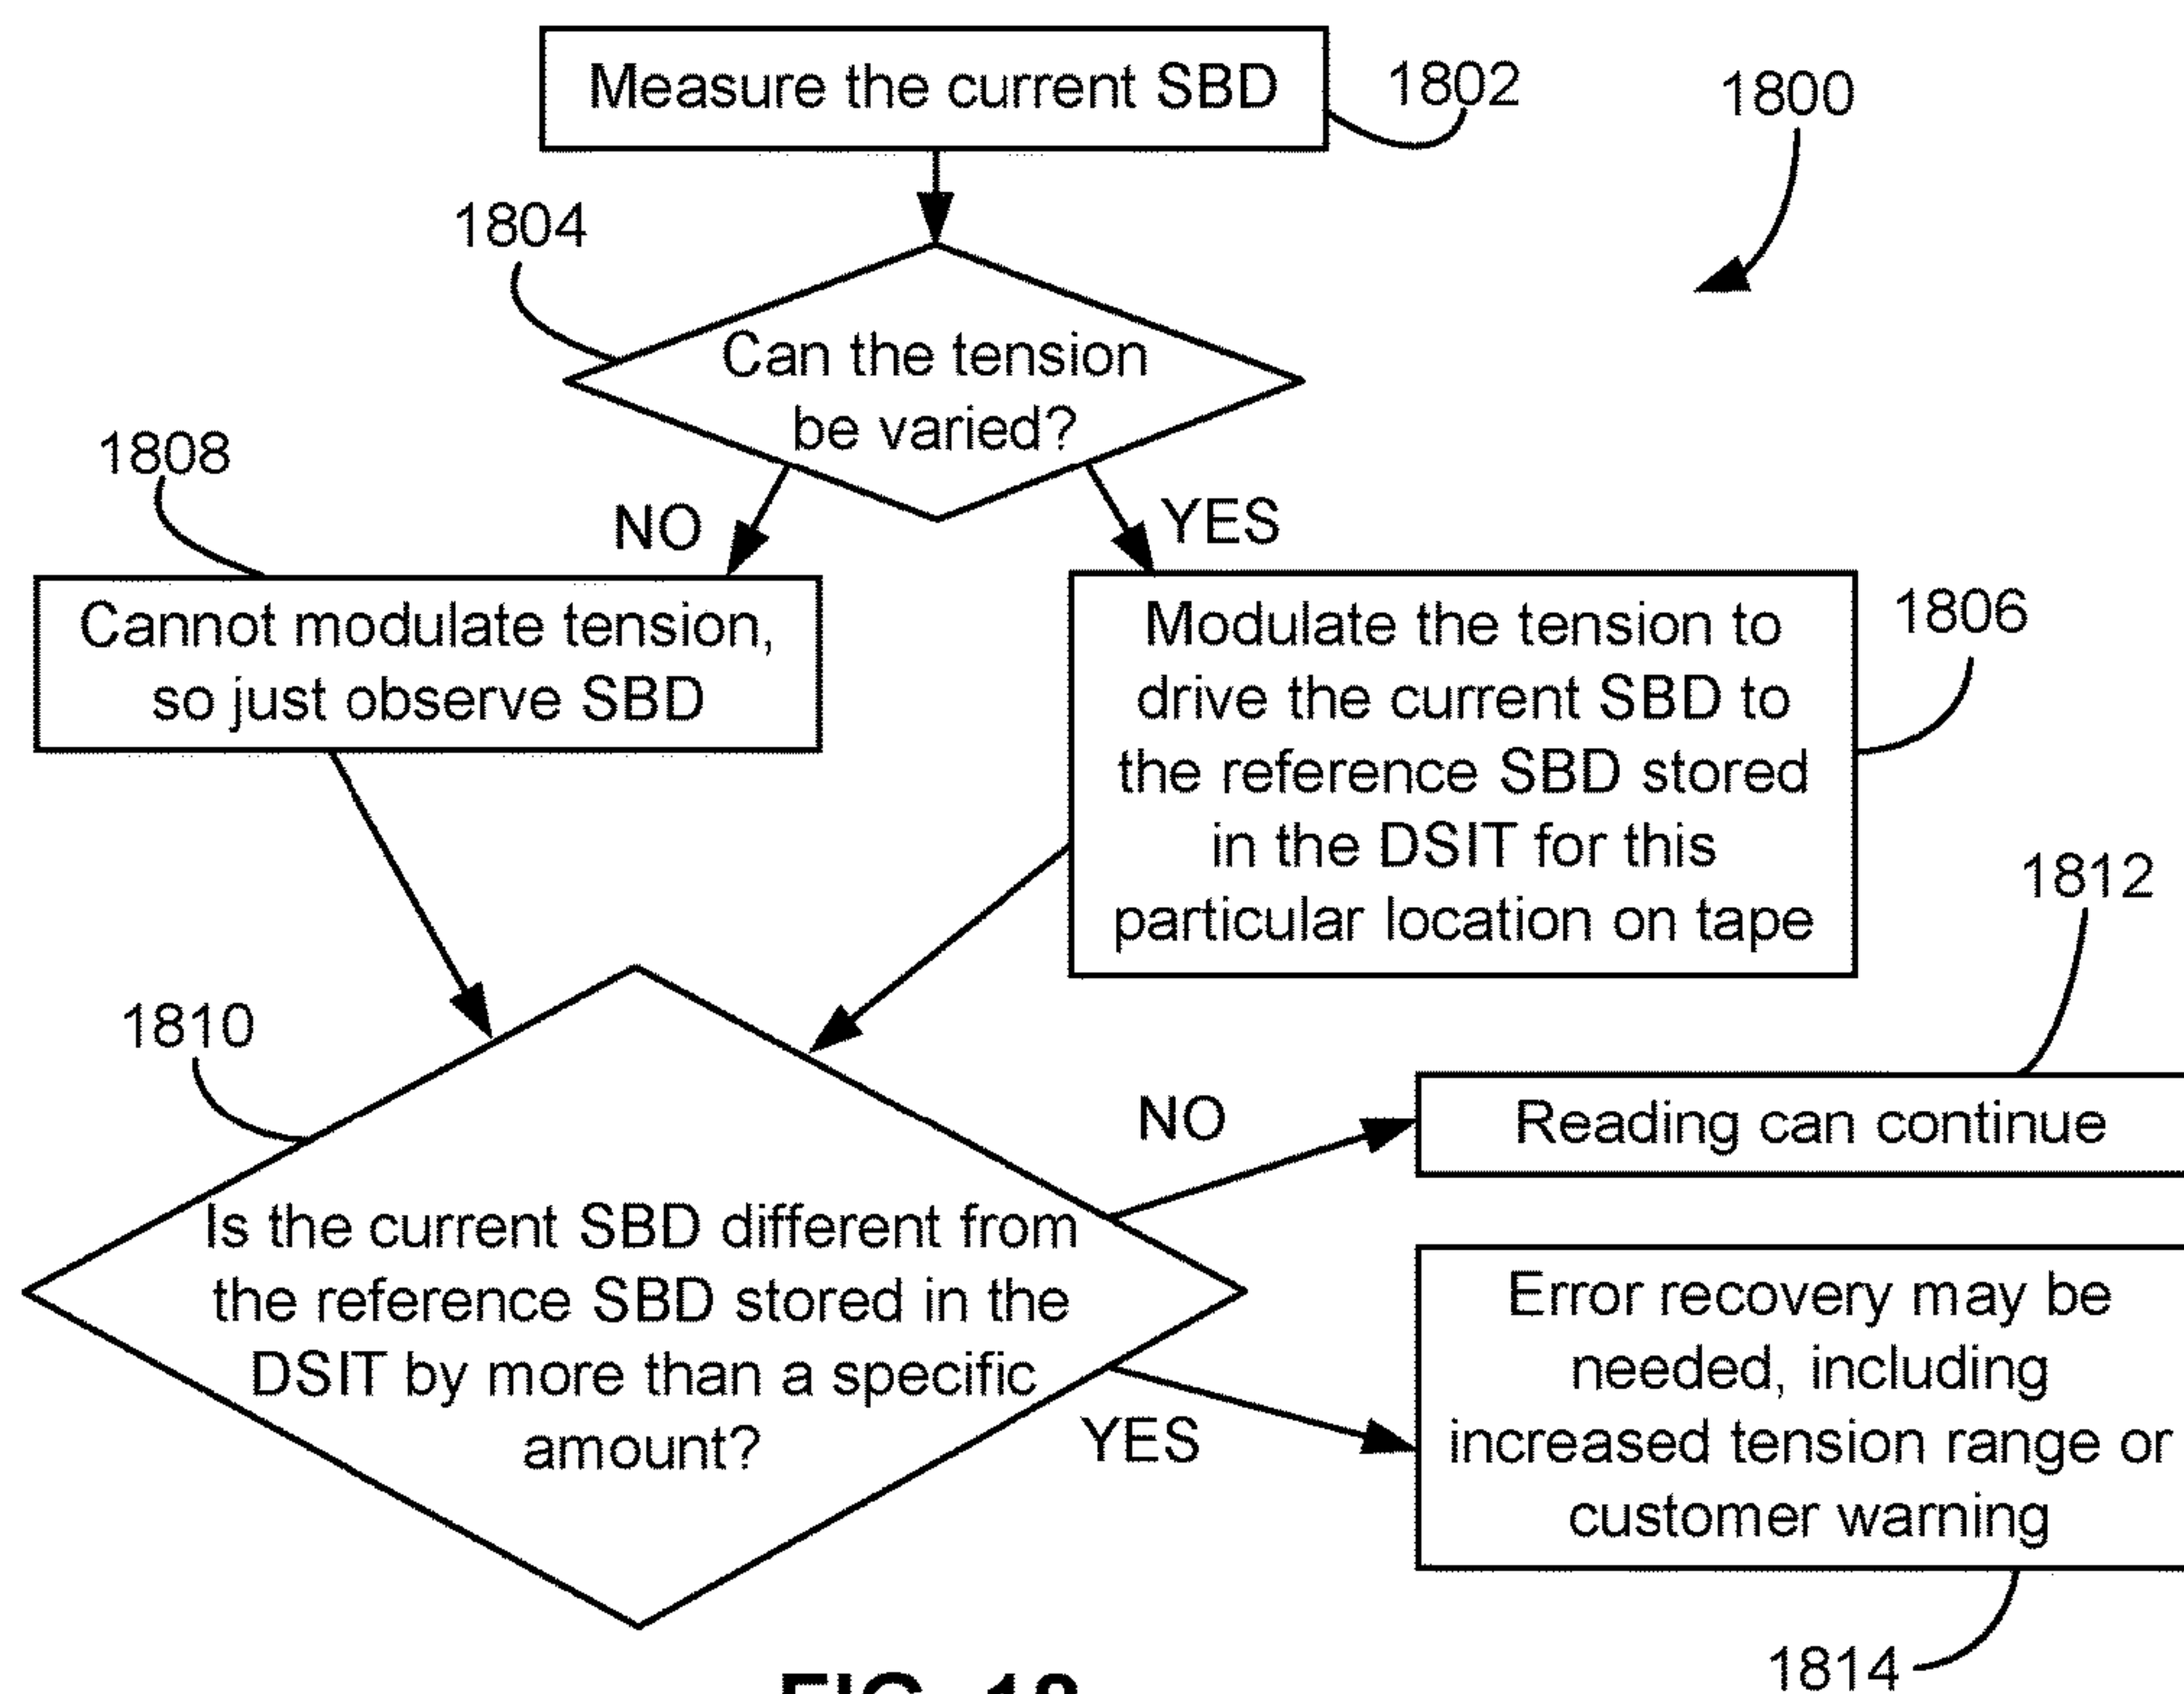 Measure the current SBD
1802
1800
1804
Can the tension
be varied?
1808
NO
YES
Cannot modulate tension,
so just observe SBD
Modulate the tension to
drive the current SBD to
the reference SBD stored
in the DSIT for this
particular location on tape
1806
1812
1810
NO
Reading can continue
Is the current SBD different from
the reference SBD stored in the
DSIT by more than a specific
amount?
YES
Error recovery may be
needed, including
increased tension range or
customer warning
1814
FIG. 18